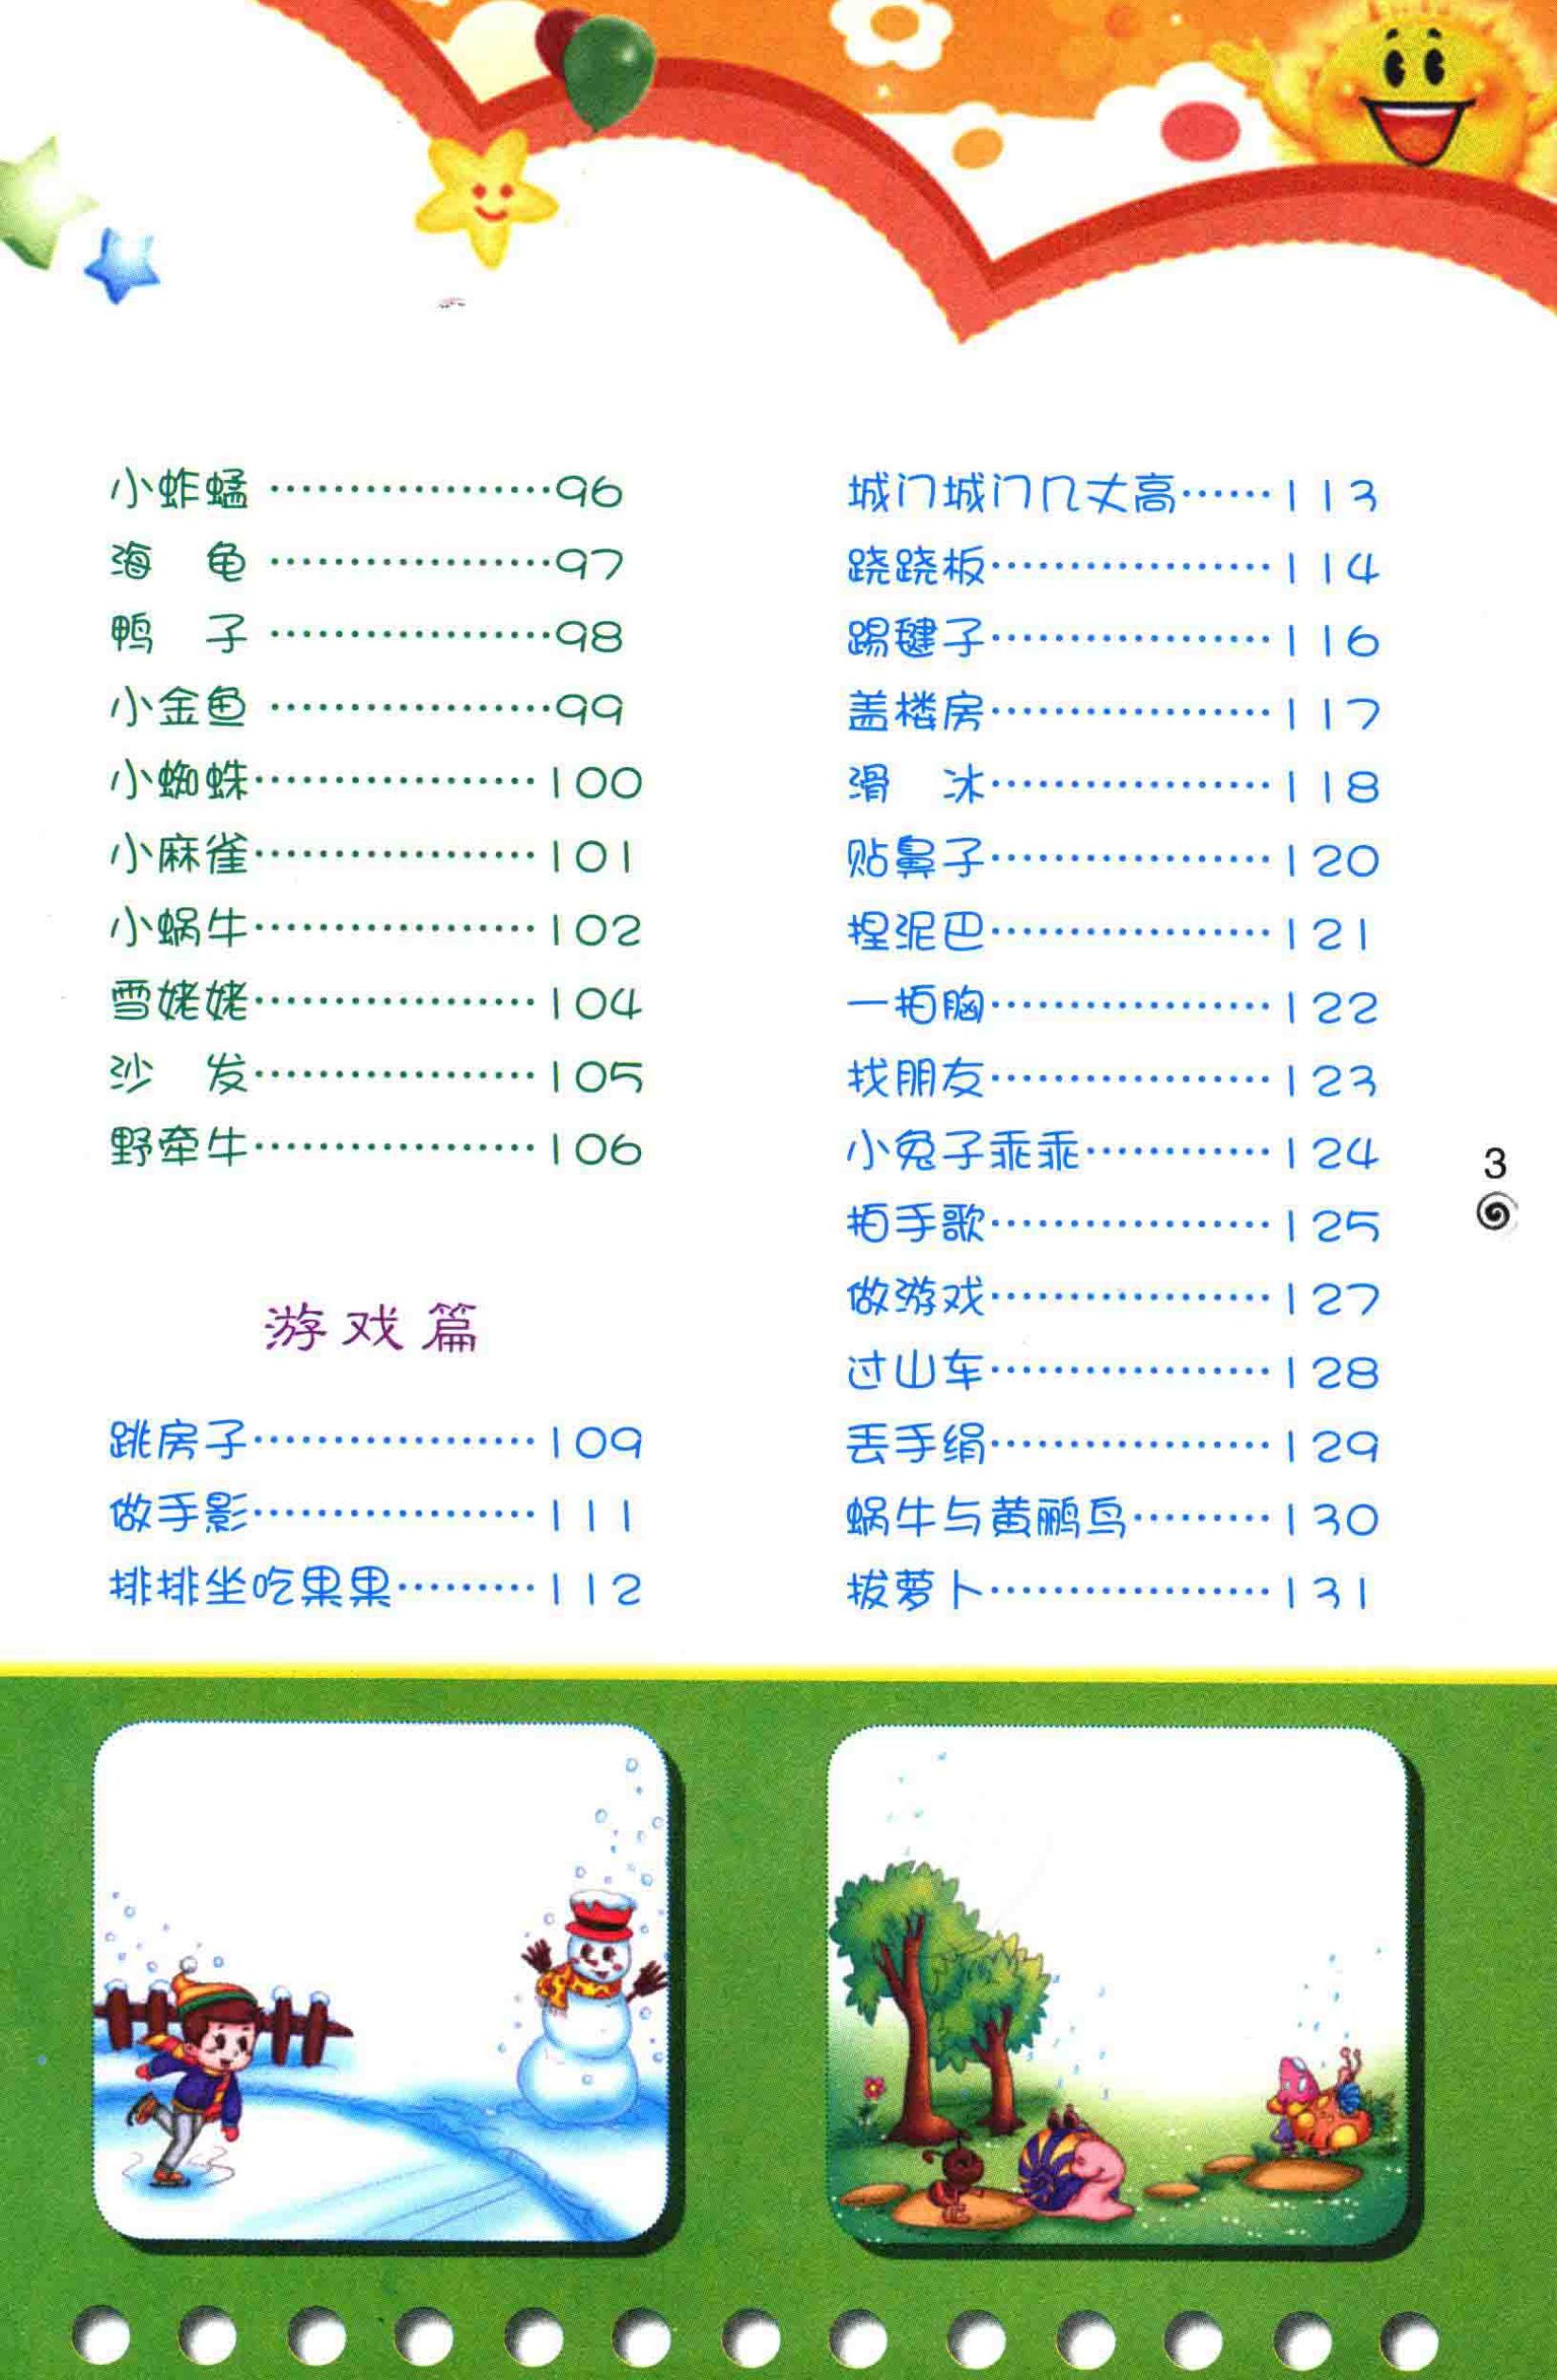 小蚱蜢 ………………96
海　龟 ………………97
鸭　子 ………………98
小金鱼 ………………99
小蜘蛛………………100
小麻雀………………101
小蜗牛………………102
雪姥姥………………104
沙　发………………105
野牵牛………………106
游戏篇
跳房子………………109
做手影………………111
排排坐吃果果………112
城门城门几丈高……113
跷跷板………………114
踢毽子………………116
盖楼房………………117
滑　冰………………118
贴鼻子………………120
捏泥巴………………121
一拍胸………………122
找朋友………………123
小兔子乖乖…………124
拍手歌………………125
做游戏………………127
过山车………………128
丢手绢………………129
蜗牛与黄鹂鸟………130
拔萝卜………………131
3